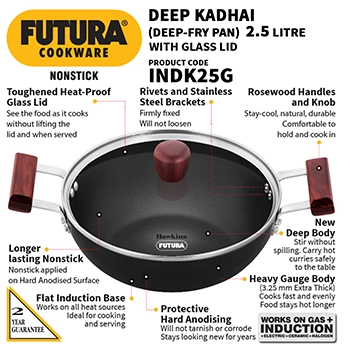 FUTURA®
COOKWARE
NONSTICK
DEEP KADHAI
(DEEP-FRY PAN) 2.5 LITRE
WITH GLASS LID
PRODUCT CODE
INDK25G
Toughened Heat-Proof
Glass Lid
See the food as it cooks
without lifting the
lid and when served
Rivets and Stainless
Steel Brackets
Firmly fixed
Will not loosen
Rosewood Handles
and Knob
Stay-cool, natural, durable
Comfortable to
hold and cook in
Hawkins
FUTURA
New
Deep Body
Stir without
spilling. Carry hot
curries safely
to the table
Longer
lasting Nonstick
Nonstick applied
on Hard Anodised Surface
Heavy Gauge Body
(3.25 mm Extra Thick)
Cooks fast and evenly
Food stays hot longer
Flat Induction Base
Works on all heat sources
Ideal for cooking
and serving
Protective
Hard Anodising
Will not tarnish or corrode
Stays looking new for years
2
YEAR
GUARANTEE
WORKS ON GAS +
INDUCTION
+ELECTRIC+CERAMIC+HALOGEN